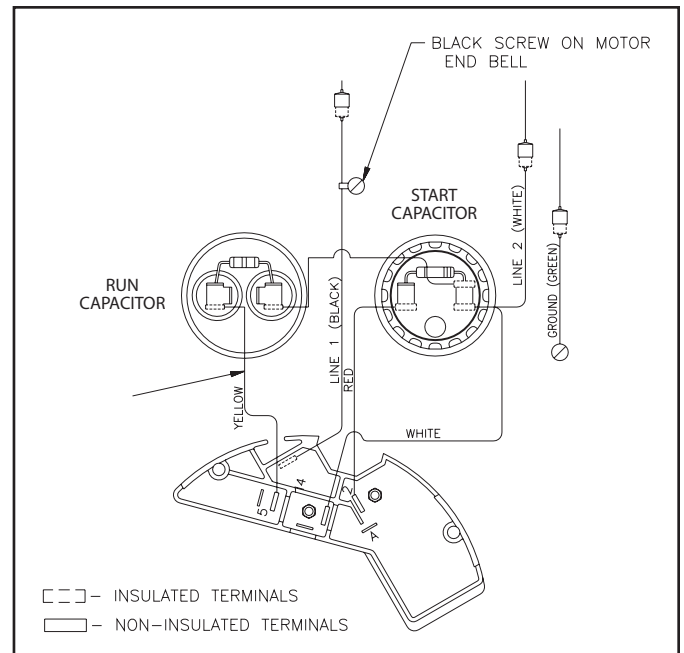 BLACK SCREW ON MOTOR
END BELL
START
CAPACITOR
RUN
CAPACITOR
LINE 1 (BLACK)
LINE 2 (WHITE)
GROUND (GREEN)
RED
YELLOW
WHITE
5
4
2
A
- INSULATED TERMINALS
- NON-INSULATED TERMINALS